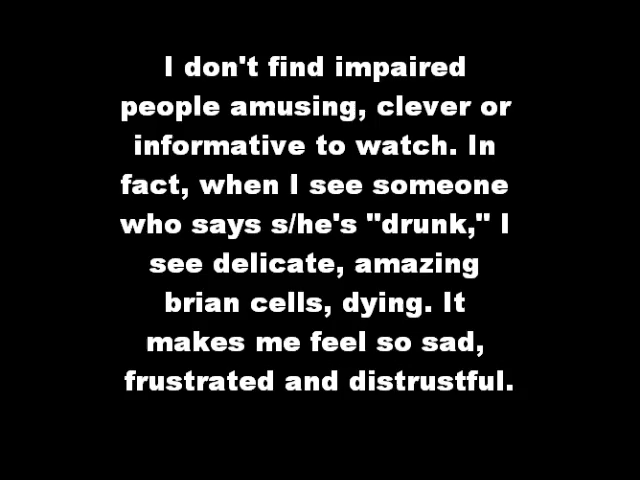 I don't find impaired
people amusing, clever or
informative to watch. In
fact, when I see someone
who says s/he's "drunk," I
see delicate, amazing
brian cells, dying. It
makes me feel so sad,
frustrated and distrustful.